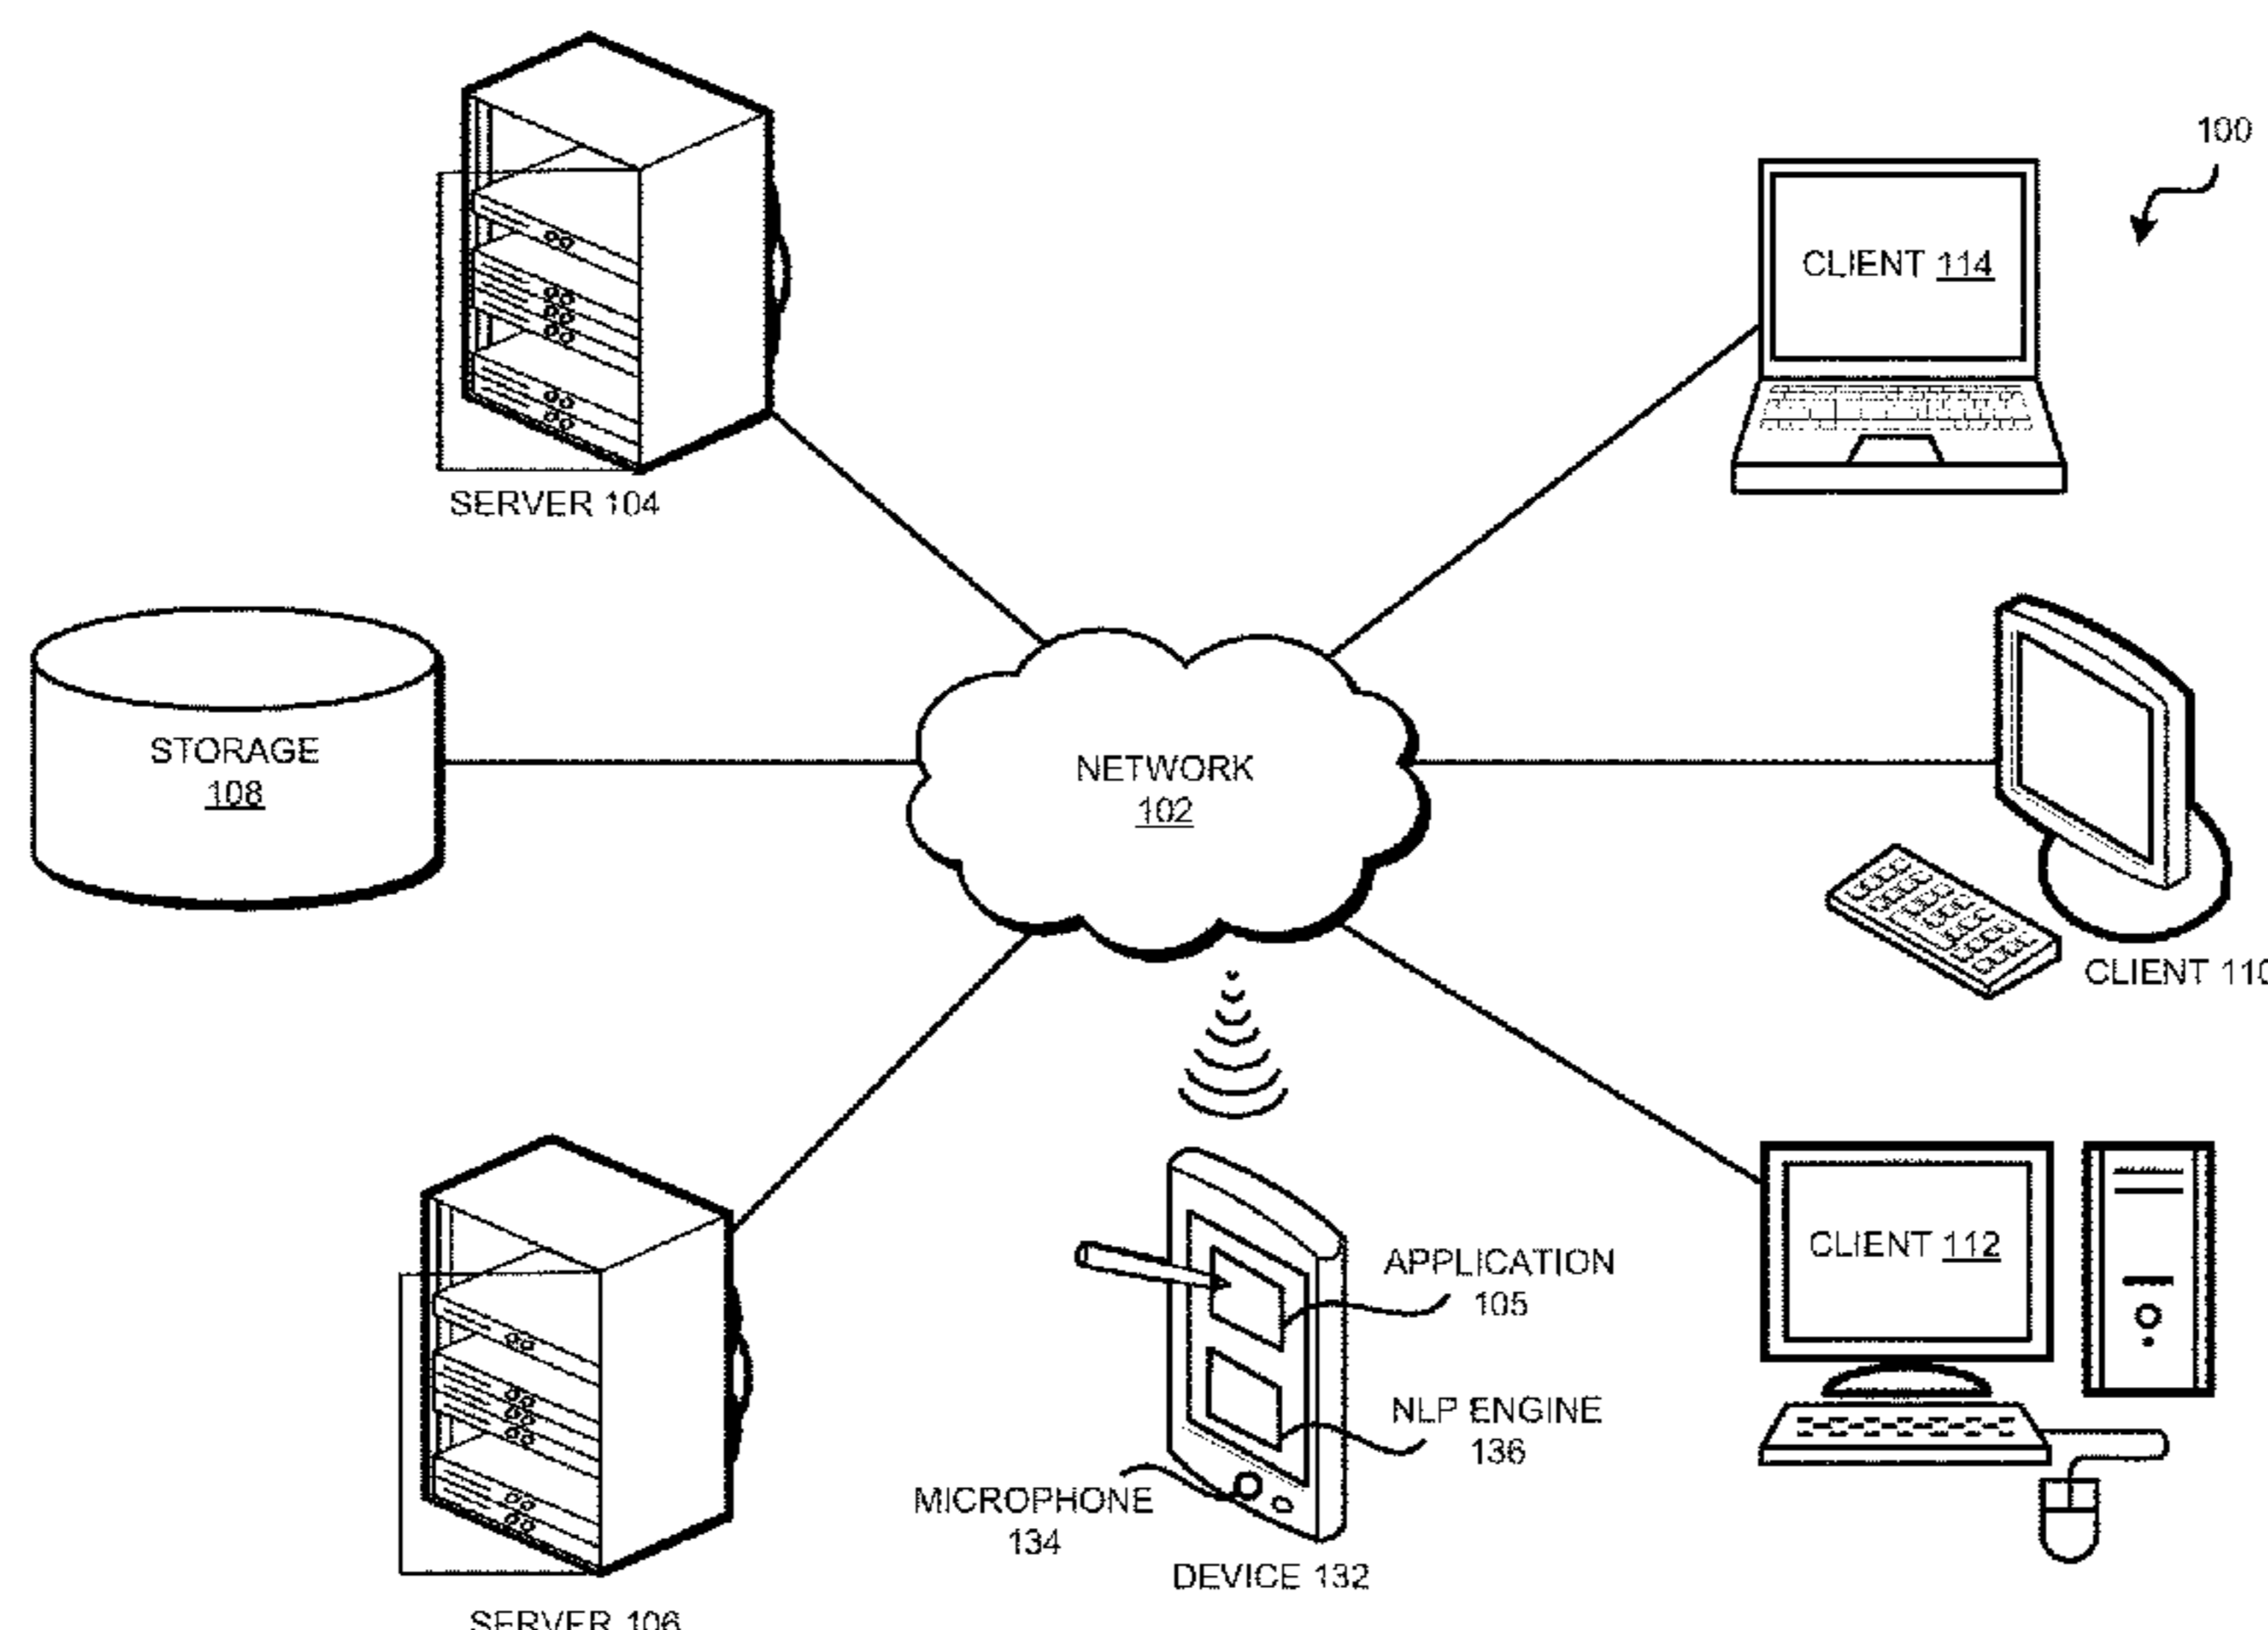 100
CLIENT 114
SERVER 104
STORAGE
108
NETWORK
102
CLIENT 110
APPLICATION
105
CLIENT 112
NLP ENGINE
136
MICROPHONE
134
DEVICE 132
SERVER 106